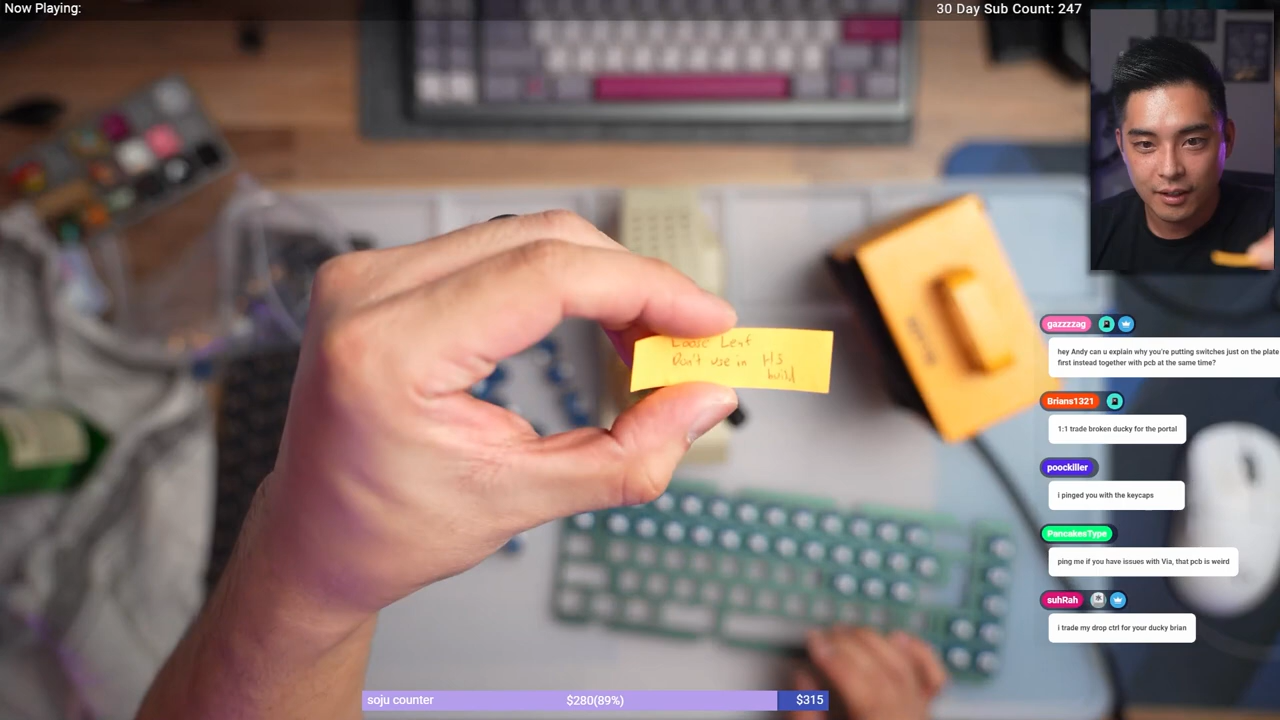 Now Playing:
30 Day Sub Count: 247
Loose Leaf
Don't use in HS
build
gazzzzag
hey Andy can u explain why you're putting switches just on the plate
first instead together with pcb at the same time?
Brians1321
1:1 trade broken ducky for the portal
poockiller
i pinged you with the keycaps
PancakesType
ping me if you have issues with Via, that pcb is weird
suhRah
i trade my drop ctrl for your ducky brian
soju counter
$280(89%)
$315